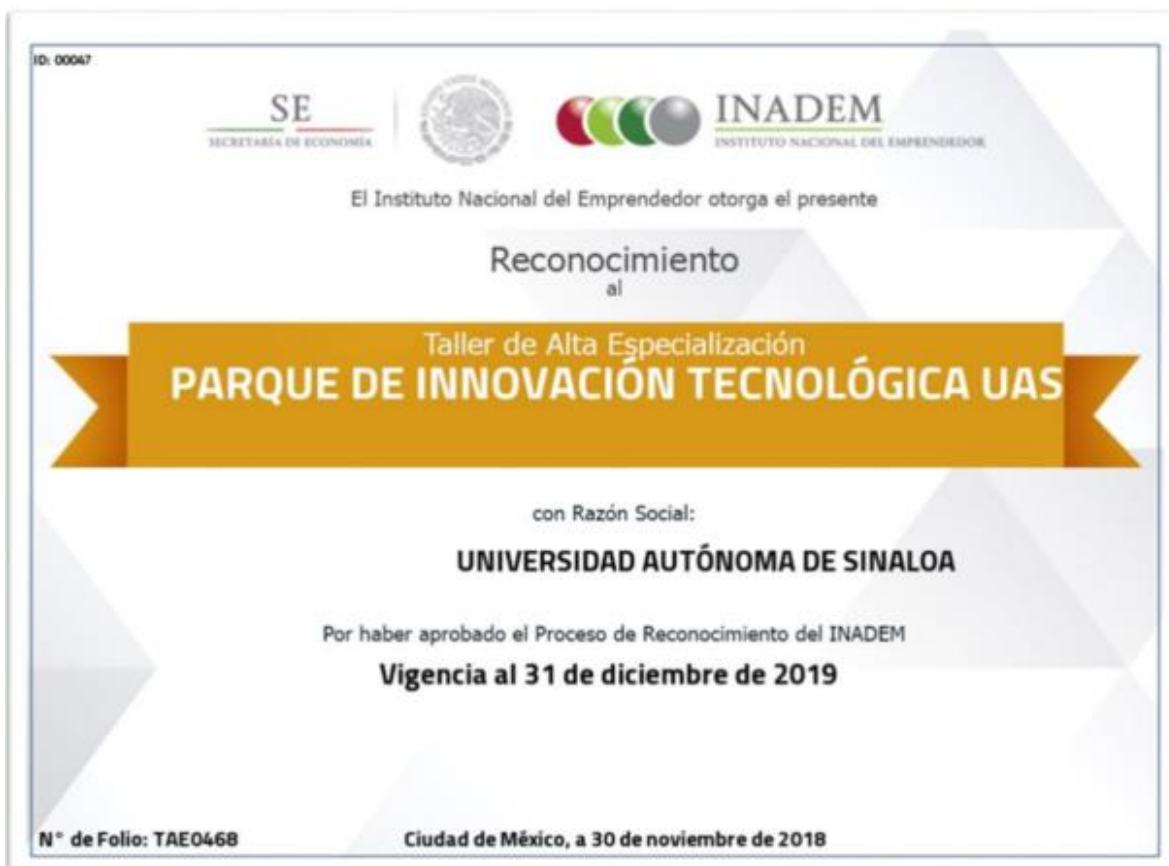 ID: 00047
SE
SECRETARÍA DE ECONOMÍA
INADEM
INSTITUTO NACIONAL DEL EMPRENDEDOR
El Instituto Nacional del Emprendedor otorga el presente
Reconocimiento
al
Taller de Alta Especialización
PARQUE DE INNOVACIÓN TECNOLÓGICA UAS
con Razón Social:
UNIVERSIDAD AUTÓNOMA DE SINALOA
Por haber aprobado el Proceso de Reconocimiento del INADEM
Vigencia al 31 de diciembre de 2019
N° de Folio: TAE0468
Ciudad de México, a 30 de noviembre de 2018